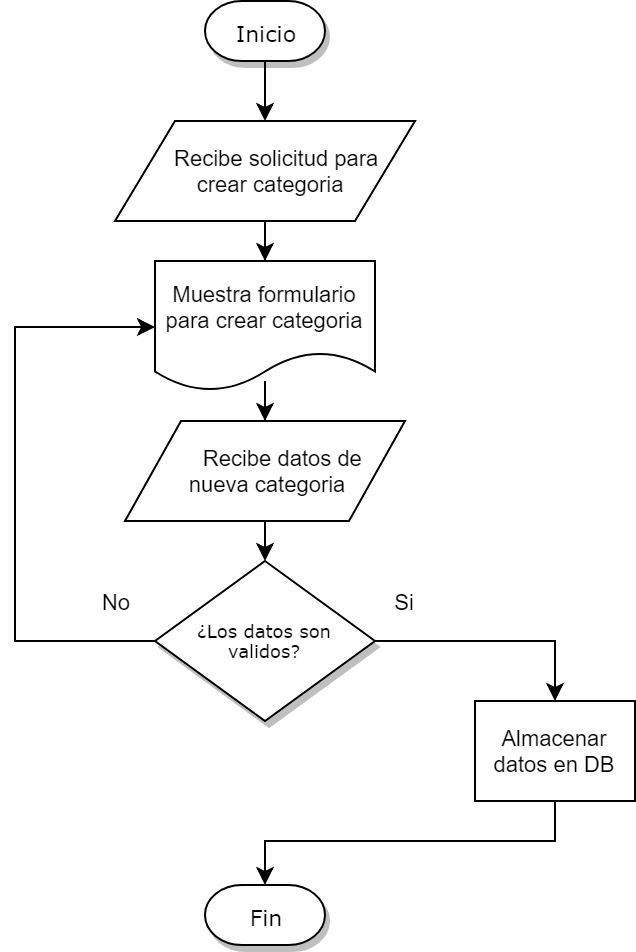 Inicio
Recibe solicitud para
crear categoria
Muestra formulario
para crear categoria
Recibe datos de
nueva categoria
No
Si
¿Los datos son
validos?
Almacenar
datos en DB
Fin